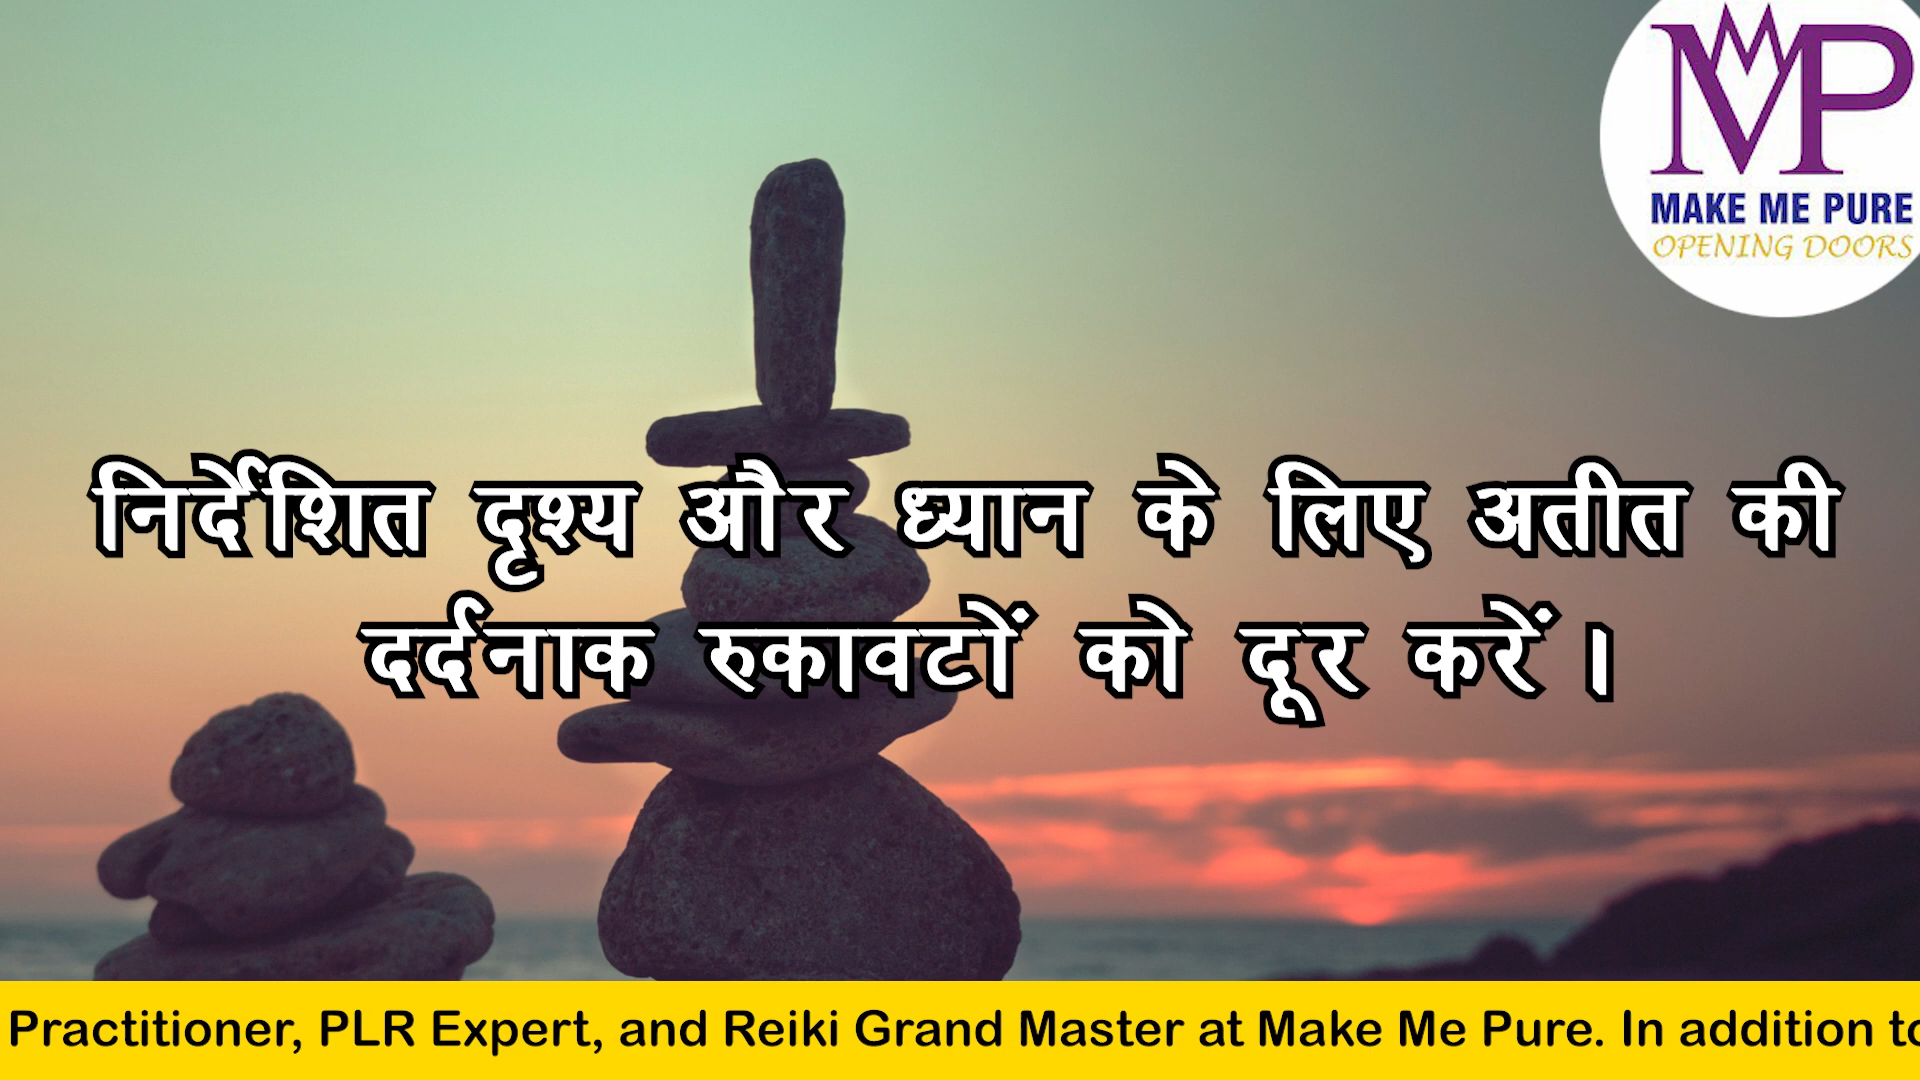 MP
MAKE ME PURE
OPENING DOORS
निर्देशित दृश्य और ध्यान के लिए अतीत की
दर्दनाक रुकावटों को दूर करें।
Practitioner, PLR Expert, and Reiki Grand Master at Make Me Pure. In addition to